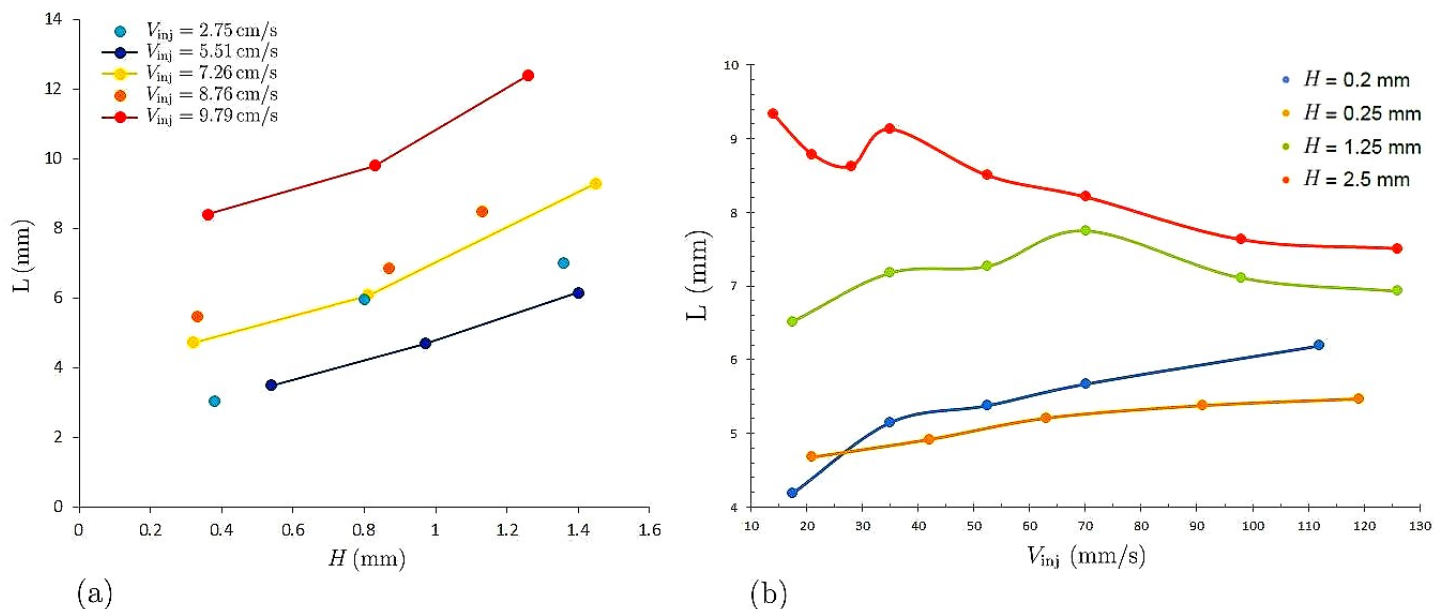 14
12
10
8
6
4
2
0
0
0.2
0.4
0.6
0.8
1
1.2
1.4
1.6
L (mm)
H (mm)
V_inj = 2.75 cm/s
V_inj = 5.51 cm/s
V_inj = 7.26 cm/s
V_inj = 8.76 cm/s
V_inj = 9.79 cm/s
(a)
10
9
8
7
6
5
4
10
20
30
40
50
60
70
80
90
100
110
120
130
L (mm)
V_inj (mm/s)
H = 0.2 mm
H = 0.25 mm
H = 1.25 mm
H = 2.5 mm
(b)